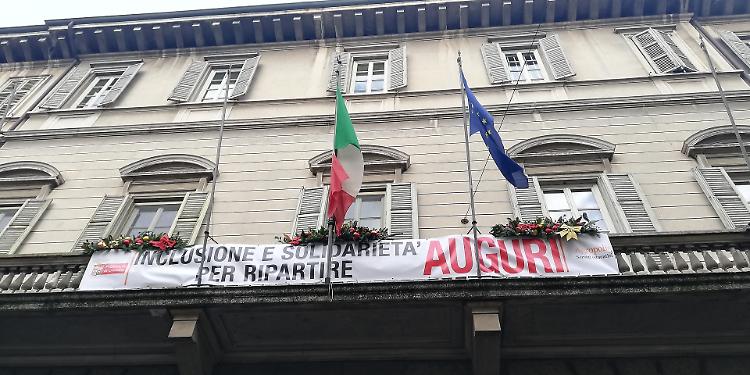 INCLUSIONE E SOLIDARIETA'
PER RIPARTIRE
AUGURI